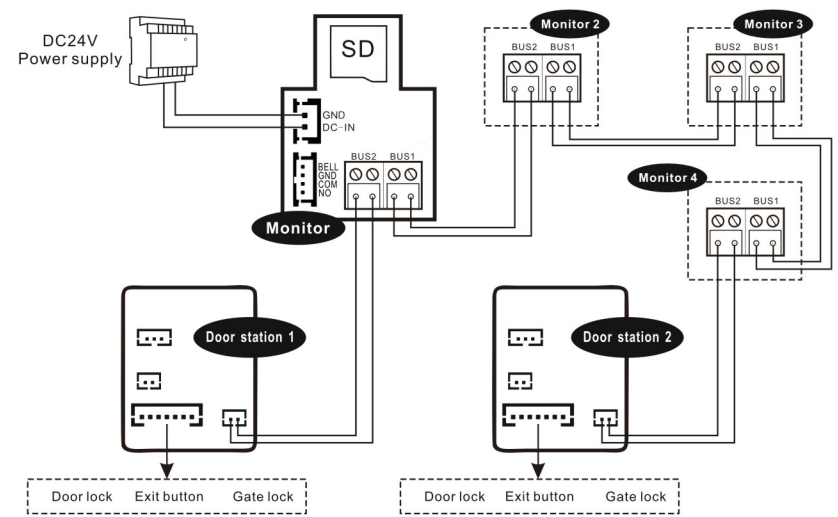 DC24V
Power supply
SD
GND
DC-IN
BELL
GND
COM
NO
BUS2 BUS1
Monitor
Monitor 2
BUS2 BUS1
Monitor 3
BUS2 BUS1
Monitor 4
BUS2 BUS1
Door station 1
Door lock Exit button Gate lock
Door station 2
Door lock Exit button Gate lock